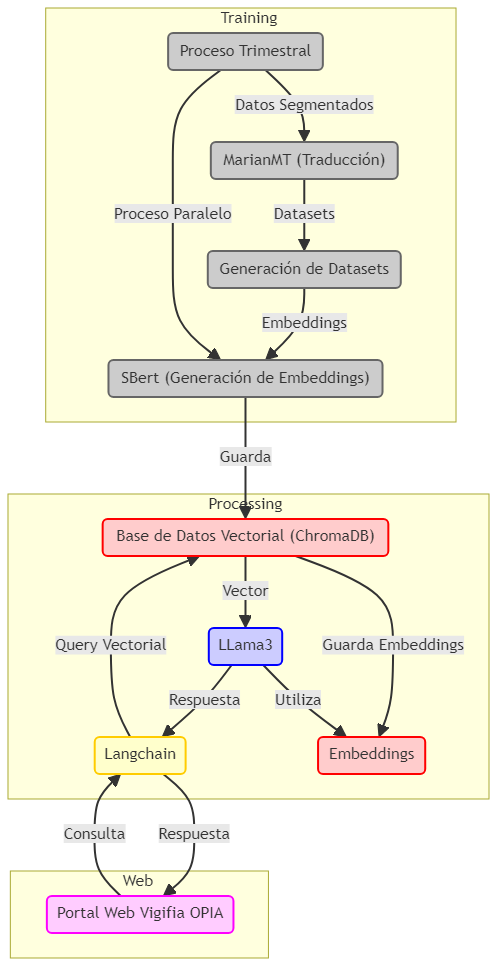 Training
Proceso Trimestral
Datos Segmentados
MarianMT (Traducción)
Proceso Paralelo
Datasets
Generación de Datasets
Embeddings
SBert (Generación de Embeddings)
Guarda
Processing
Base de Datos Vectorial (ChromaDB)
Vector
Query Vectorial
LLama3
Guarda Embeddings
Respuesta
Utiliza
Langchain
Embeddings
Consulta
Respuesta
Web
Portal Web Vigifia OPIA